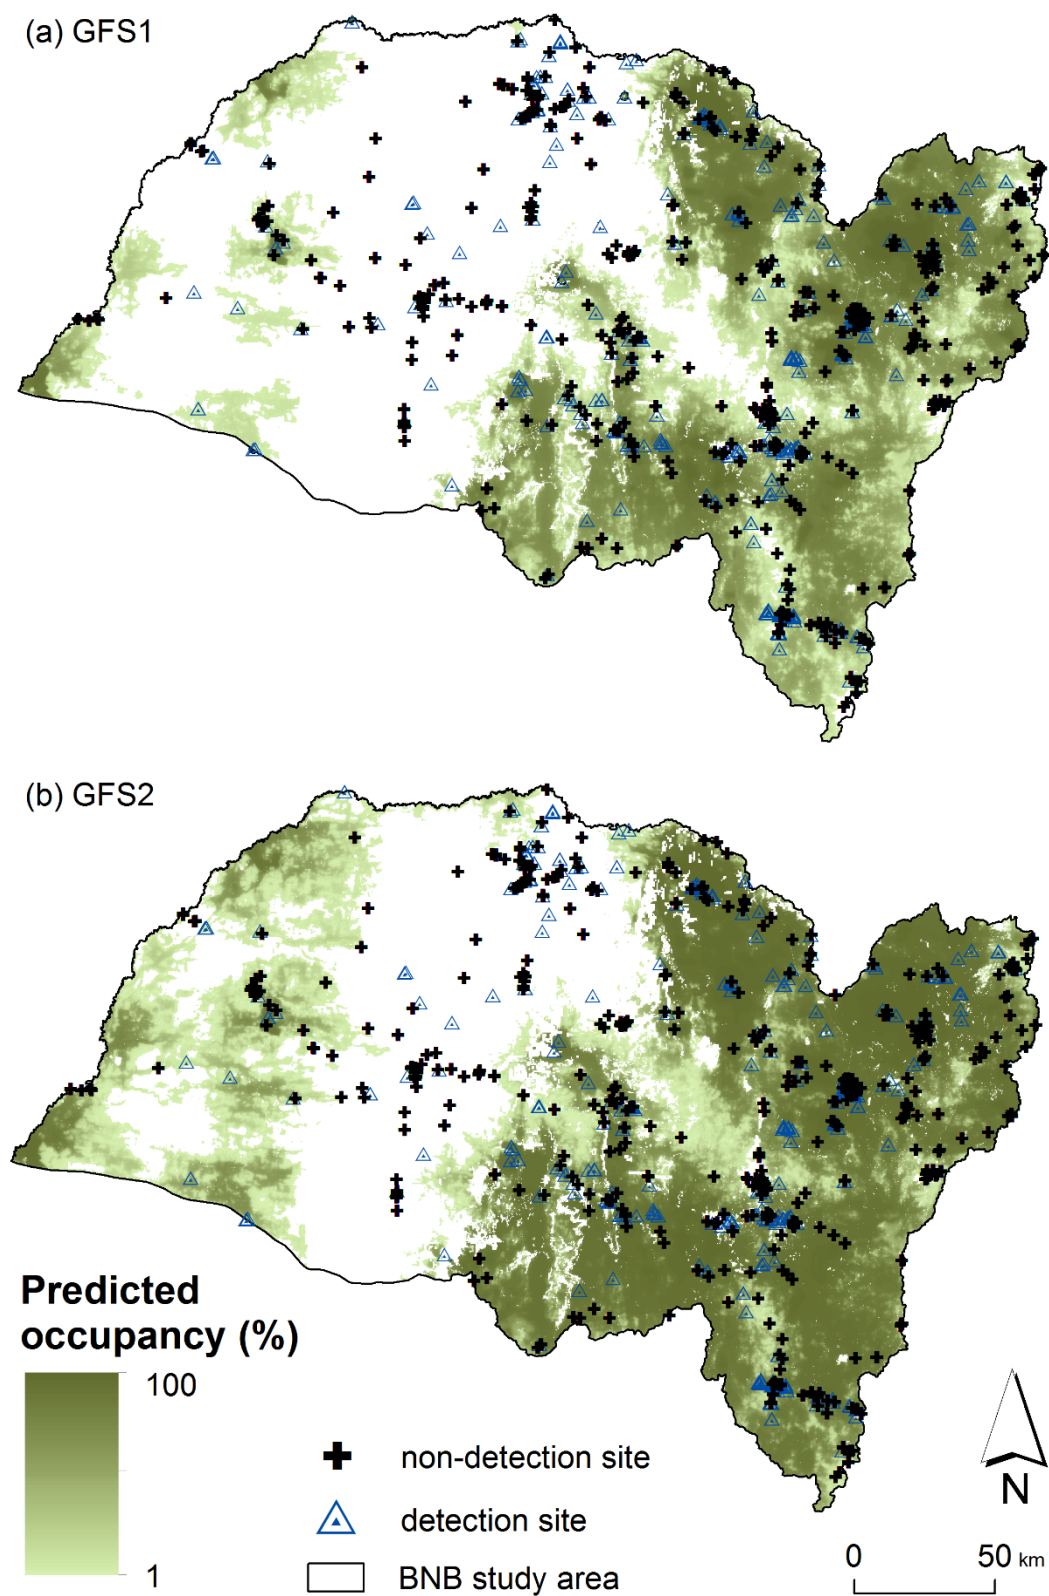 (a) GFS1
(b) GFS2
Predicted
occupancy (%)
100
1
non-detection site
detection site
BNB study area
N
0 50 km